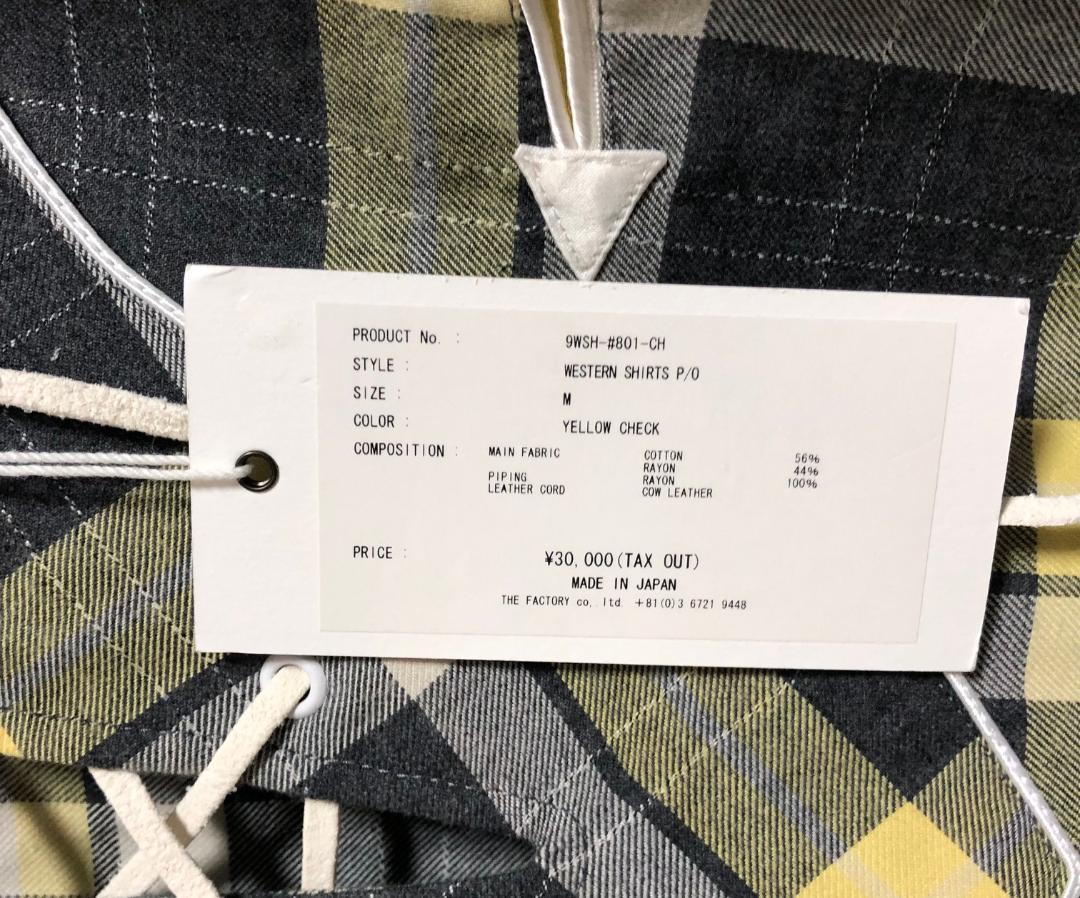 PRODUCT No. : 9WSH-#801-CH
STYLE : WESTERN SHIRTS P/O
SIZE : M
COLOR : YELLOW CHECK
COMPOSITION : MAIN FABRIC COTTON 56%
RAYON 44%
PIPING RAYON 100%
LEATHER CORD COW LEATHER
PRICE : ¥30,000(TAX OUT)
MADE IN JAPAN
THE FACTORY co,.ltd. +81(0)3 6721 9448